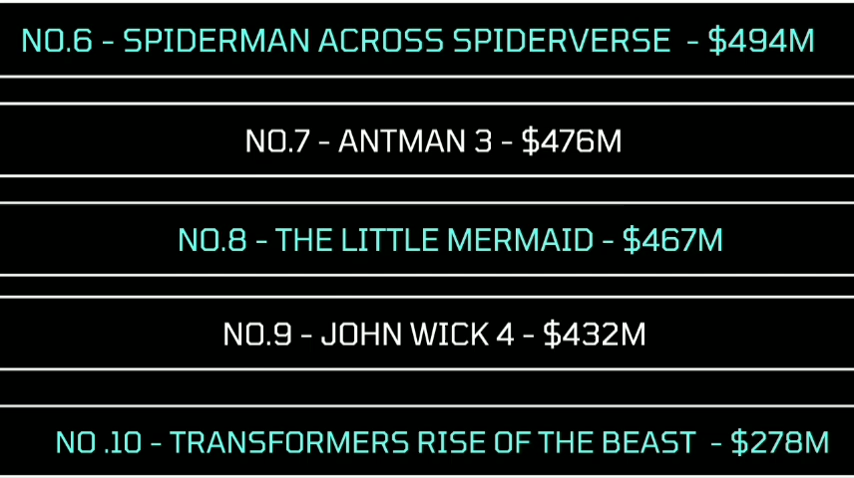 NO.6 - SPIDERMAN ACROSS SPIDERVERSE - $494M
NO.7 - ANTMAN 3 - $476M
NO.8 - THE LITTLE MERMAID - $467M
NO.9 - JOHN WICK 4 - $432M
NO .10 - TRANSFORMERS RISE OF THE BEAST - $278M